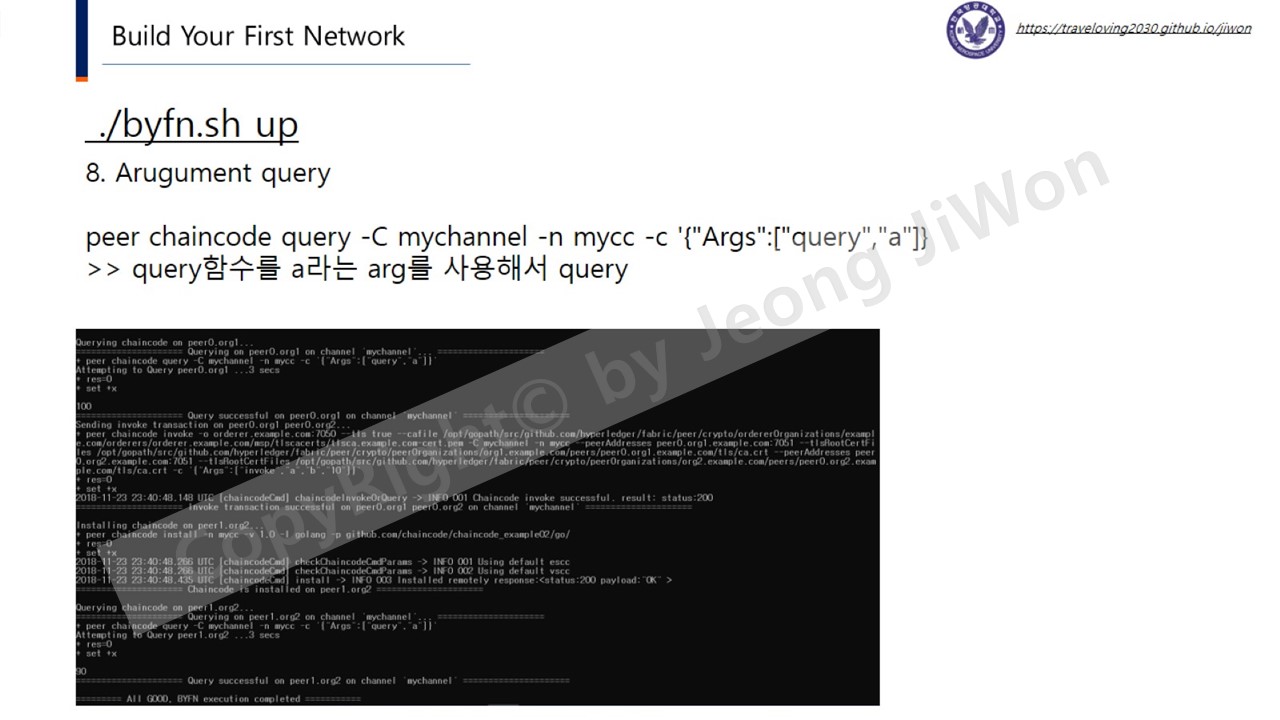 Build Your First Network
https://traveloving2030.github.io/jiwon
./byfn.sh up
8. Arugument query
peer chaincode query -C mychannel -n mycc -c '{"Args":["query","a"]}
>> query함수를 a라는 arg를 사용해서 query
CopyRight© by Jeong JiWon
Querying chaincode on peer0.org1...
===================== Querying on peer0.org1 on channel 'mychannel'... =====================
+ peer chaincode query -C mychannel -n mycc -c '{"Args":["query","a"]}'
Attempting to Query peer0.org1 ...3 secs
+ res=0
+ set +x
100
===================== Query successful on peer0.org1 on channel 'mychannel' =====================
Sending invoke transaction on peer0.org1 peer0.org2...
+ peer chaincode invoke -o orderer.example.com:7050 --tls true --cafile /opt/gopath/src/github.com/hyperledger/fabric/peer/crypto/ordererOrganizations/exampl
e.com/orderers/orderer.example.com/msp/tlscacerts/tlsca.example.com-cert.pem -C mychannel -n mycc --peerAddresses peer0.org1.example.com:7051 --tlsRootCertFi
les /opt/gopath/src/github.com/hyperledger/fabric/peer/crypto/peerOrganizations/org1.example.com/peers/peer0.org1.example.com/tls/ca.crt --peerAddresses peer
0.org2.example.com:7051 --tlsRootCertFiles /opt/gopath/src/github.com/hyperledger/fabric/peer/crypto/peerOrganizations/org2.example.com/peers/peer0.org2.exam
ple.com/tls/ca.crt -c '{"Args":["invoke","a","b","10"]}'
+ res=0
+ set +x
2018-11-23 23:40:48.148 UTC [chaincodeCmd] chaincodeInvokeOrQuery -> INFO 001 Chaincode invoke successful. result: status:200
===================== Invoke transaction successful on peer0.org1 peer0.org2 on channel 'mychannel' =====================
Installing chaincode on peer1.org2...
+ peer chaincode install -n mycc -v 1.0 -l golang -p github.com/chaincode/chaincode_example02/go/
+ res=0
+ set +x
2018-11-23 23:40:48.266 UTC [chaincodeCmd] checkChaincodeCmdParams -> INFO 001 Using default escc
2018-11-23 23:40:48.266 UTC [chaincodeCmd] checkChaincodeCmdParams -> INFO 002 Using default vscc
2018-11-23 23:40:48.435 UTC [chaincodeCmd] install -> INFO 003 Installed remotely response:<status:200 payload:"OK" >
===================== Chaincode is installed on peer1.org2 =====================
Querying chaincode on peer1.org2...
===================== Querying on peer1.org2 on channel 'mychannel'... =====================
+ peer chaincode query -C mychannel -n mycc -c '{"Args":["query","a"]}'
Attempting to Query peer1.org2 ...3 secs
+ res=0
+ set +x
90
===================== Query successful on peer1.org2 on channel 'mychannel' =====================
========= All GOOD, BYFN execution completed ===========